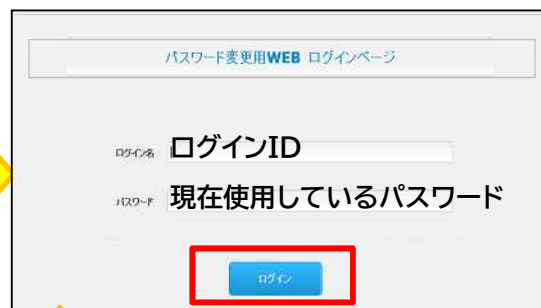 パスワード変更用WEB ログインページ
ログイン名 ログインID
パスワード 現在使用しているパスワード
ログイン